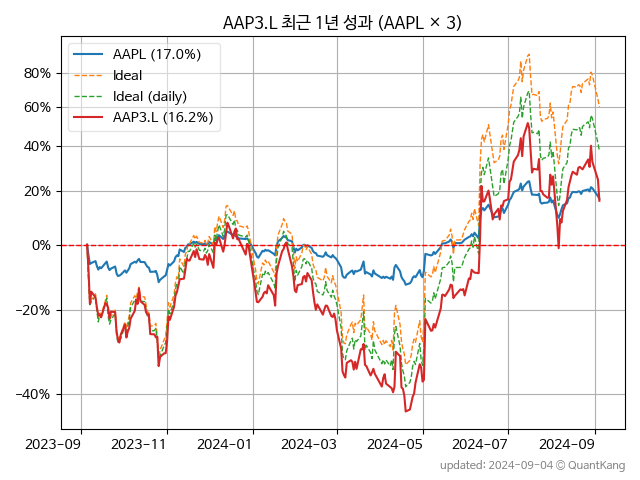 AAP3.L 최근 1년 성과 (AAPL × 3)
AAPL (17.0%)
Ideal
Ideal (daily)
AAP3.L (16.2%)
80%
60%
40%
20%
0%
−20%
−40%
2023-09 2023-11 2024-01 2024-03 2024-05 2024-07 2024-09
updated: 2024-09-04 @ QuantKang